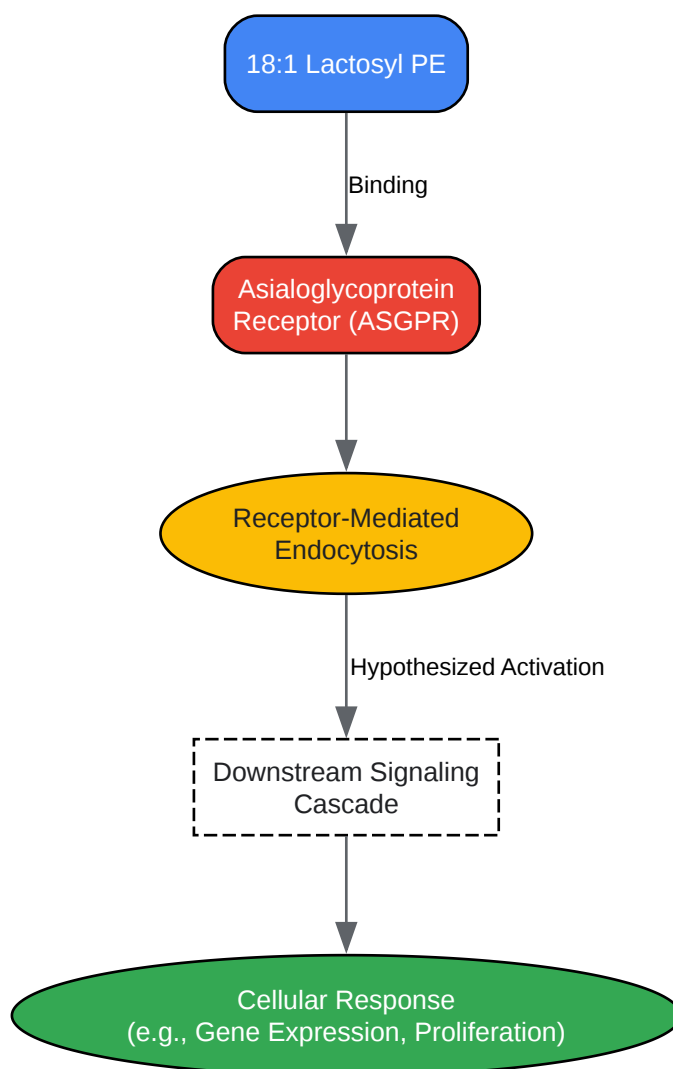 18:1 Lactosyl PE
Binding
Asialoglycoprotein
Receptor (ASGPR)
Receptor-Mediated
Endocytosis
Hypothesized Activation
Downstream Signaling
Cascade
Cellular Response
(e.g., Gene Expression, Proliferation)